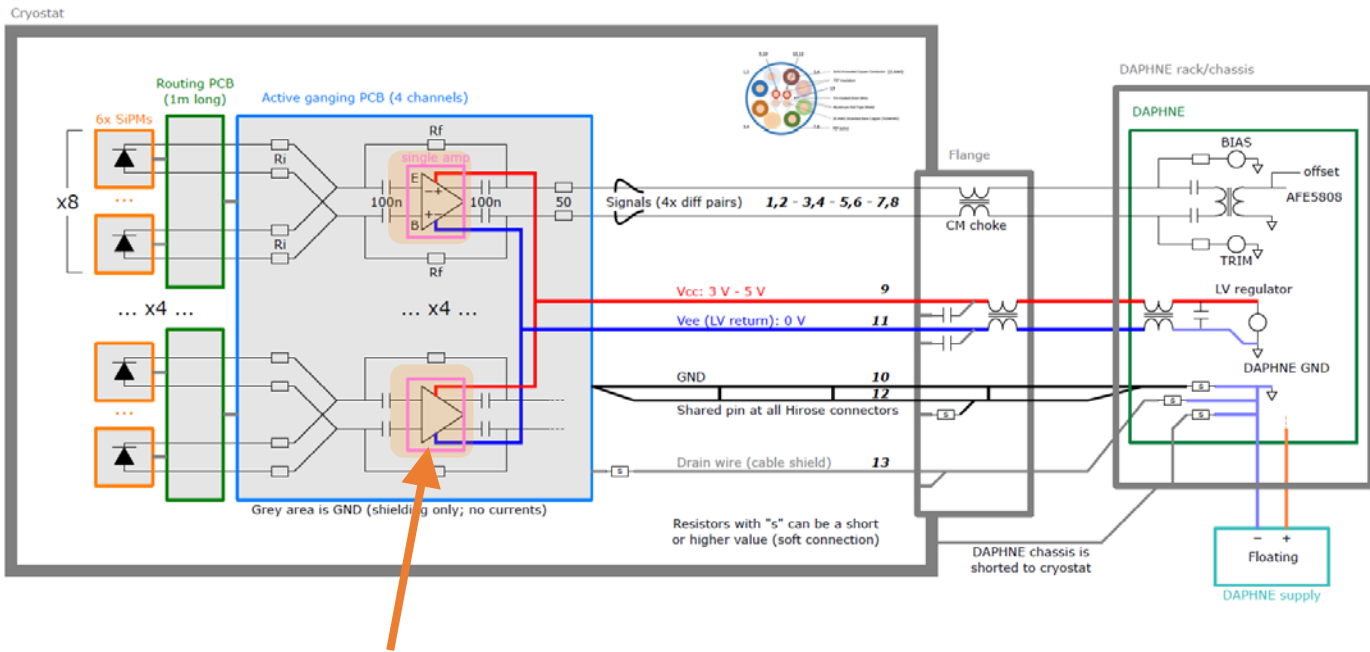 Cryostat
Routing PCB
(1m long)
6x SiPMs
Active ganging PCB (4 channels)
x8
...
Ri
Ri
Rf
single amp
E
-+
100n
100n
+-
B
Rf
50
Signals (4x diff pairs)
1,2 - 3,4 - 5,6 - 7,8
Flange
CM choke
DAPHNE rack/chassis
DAPHNE
BIAS
offset
AFE5808
TRIM
... x4 ...
... x4 ...
Vcc: 3 V - 5 V
9
Vee (LV return): 0 V
11
LV regulator
DAPHNE GND
GND
10
12
Shared pin at all Hirose connectors
s
s
s
s
...
s
Drain wire (cable shield)
13
Grey area is GND (shielding only; no currents)
Resistors with "s" can be a short
or higher value (soft connection)
DAPHNE chassis is
shorted to cryostat
- +
Floating
DAPHNE supply